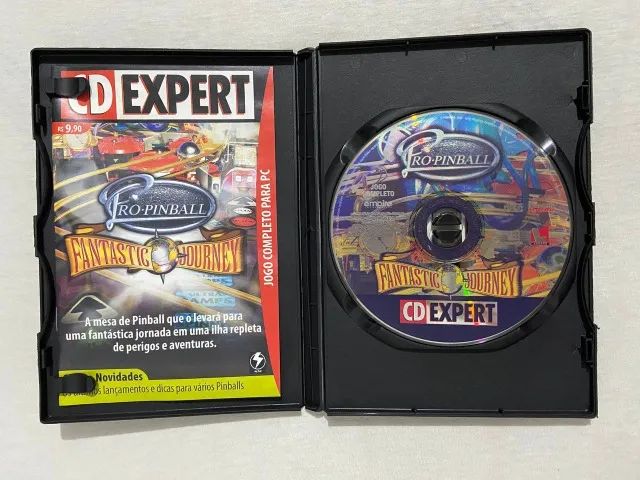 CD EXPERT
R$ 9,90
JOGO COMPLETO PARA PC
PRO-PINBALL
FANTASTIC JOURNEY
A mesa de Pinball que o levará para
uma fantástica jornada em uma ilha repleta
de perigos e aventuras.
Novidades
lançamentos e dicas para vários Pinballs
PRO-PINBALL
JOGO
COMPLETO
empire
FANTASTIC JOURNEY
CD EXPERT